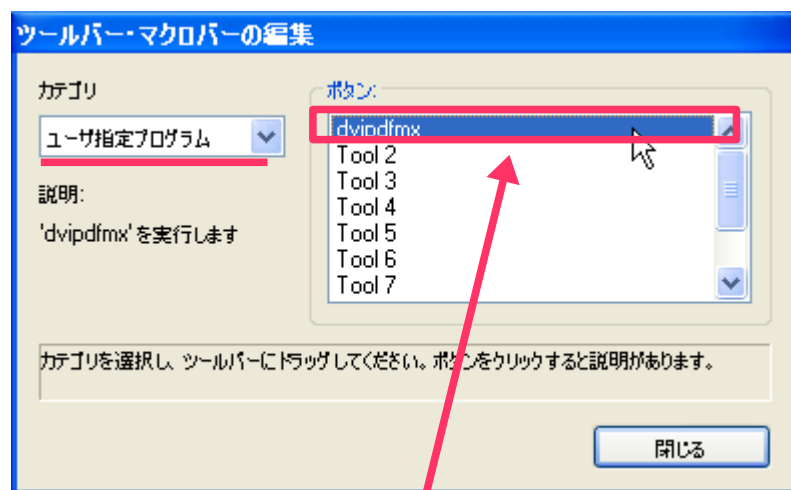 ツールバー・マクロバーの編集
カテゴリ
ユーザ指定プログラム
説明:
'dvipdfmx'を実行します
ボタン:
dvipdfmx
Tool 2
Tool 3
Tool 4
Tool 5
Tool 6
Tool 7
カテゴリを選択し、ツールバーにドラッグしてください。ボタンをクリックすると説明があります。
閉じる